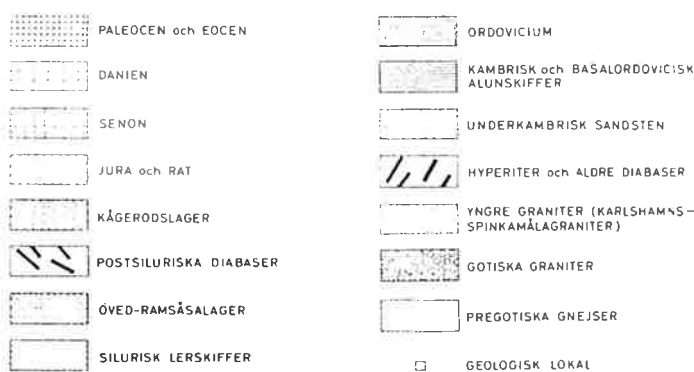 PALEOCEN och EOCEN
DANIEN
SENON
JURA och RAT
KÅGERODSLAGER
POSTSILURISKA DIABASER
ÖVED-RAMSÅSALAGER
SILURISK LERSKIFFER
ORDOVICIUM
KAMBRISK och BASALORDOVICISK
ALUNSKIFFER
UNDERKAMBRISK SANDSTEN
HYPERITER och ALDRE DIABASER
YNGRE GRANITER (KARLSHAMNS-
SPINKAMÅLAGRANITER)
GOTISKA GRANITER
PREGOTISKA GNEJSER
GEOLOGISK LOKAL